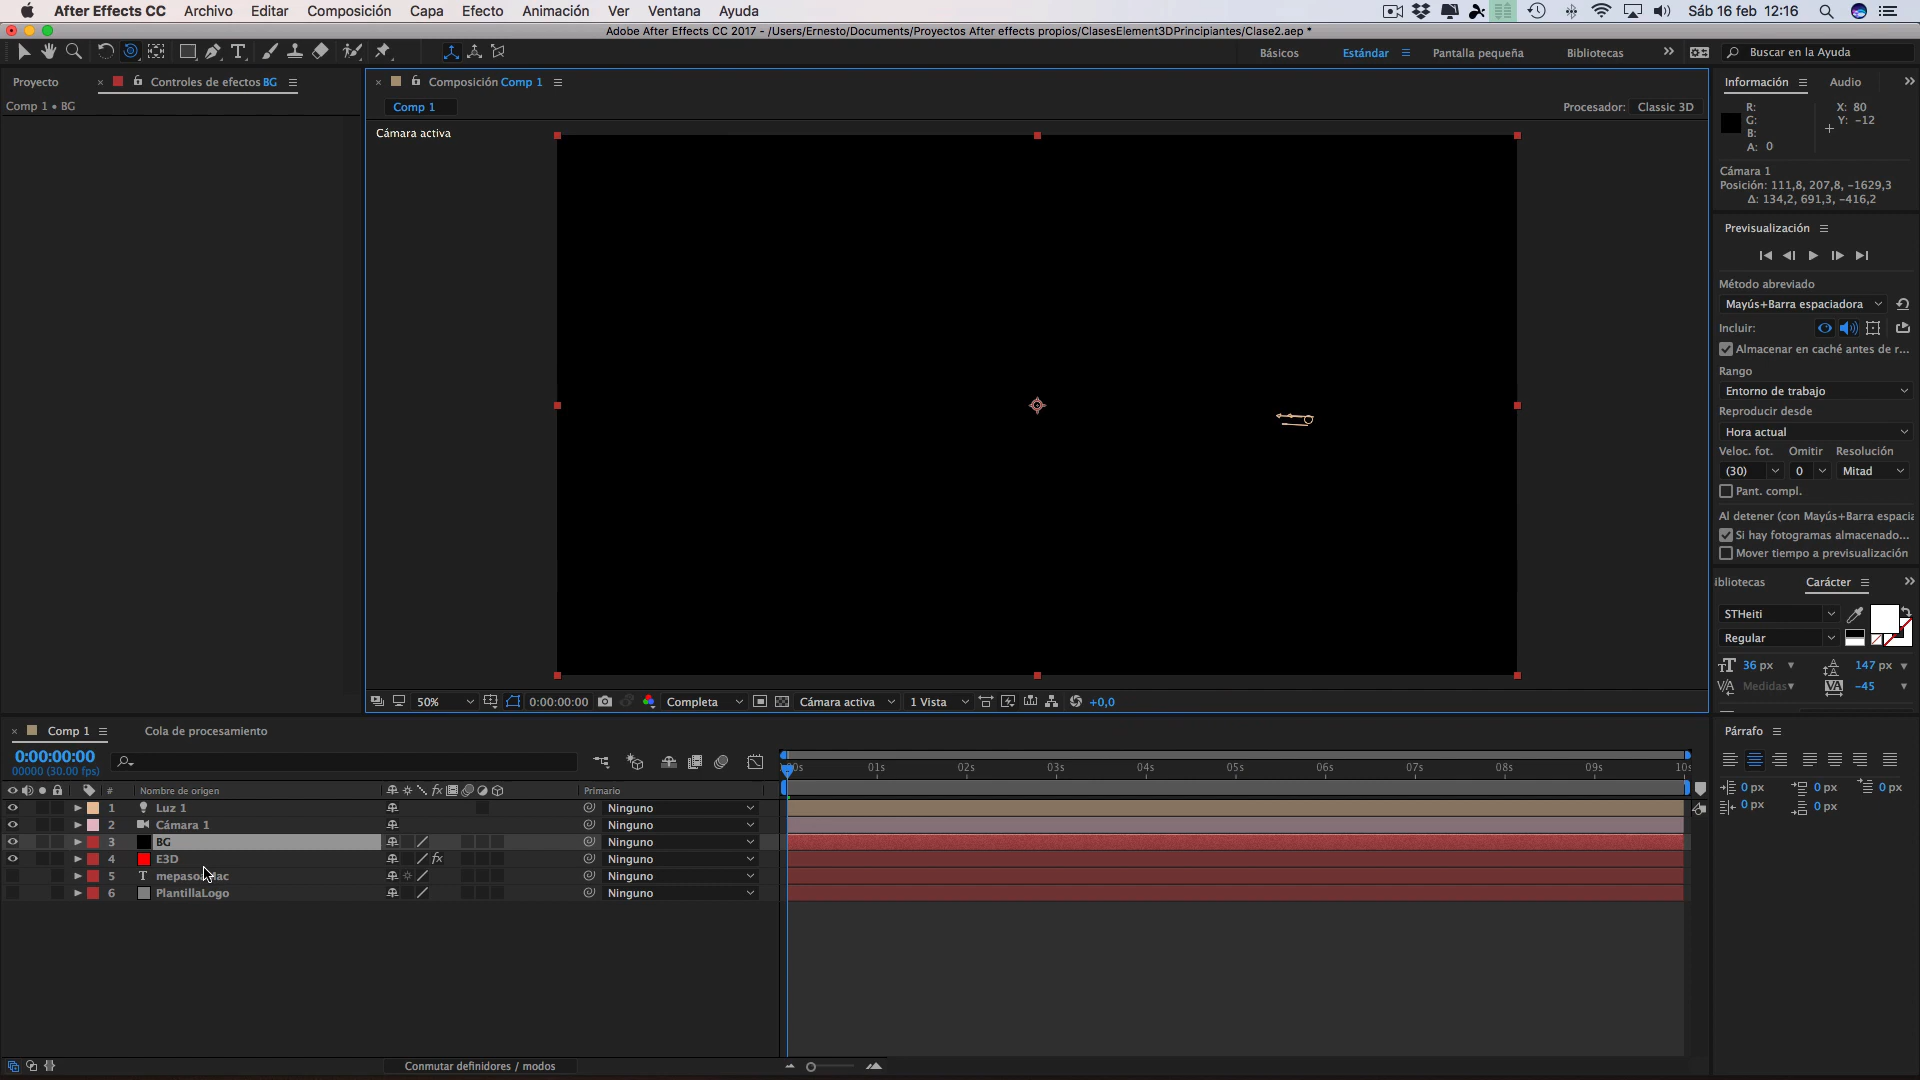 After Effects CC Archivo Editar Composición Capa Efecto Animación Ver Ventana Ayuda Sáb 16 feb 12:16
Adobe After Effects CC 2017 - /Users/Ernesto/Documents/Proyectos After effects propios/ClasesElement3DPrincipiantes/Clase2.aep *
Básicos Estándar Pantalla pequeña Bibliotecas Buscar en la Ayuda
Proyecto Controles de efectos BG
Comp 1 • BG
Composición Comp 1
Comp 1
Procesador: Classic 3D
Cámara activa
Información Audio
R: X: 80
G: Y: -12
B:
A: 0
Cámara 1
Posición: 111,8, 207,8, -1629,3
Δ: 134,2, 691,3, -416,2
Previsualización
Método abreviado
Mayús+Barra espaciadora
Incluir:
Almacenar en caché antes de r...
Rango
Entorno de trabajo
Reproducir desde
Hora actual
Veloc. fot. Omitir Resolución
(30) 0 Mitad
Pant. compl.
Al detener (con Mayús+Barra espacia
Si hay fotogramas almacenado...
Mover tiempo a previsualización
ibliotecas Carácter
STHeiti
Regular
36 px 147 px
Medidas -45
50% 0:00:00:00 Completa Cámara activa 1 Vista +0,0
Comp 1 Cola de procesamiento
0:00:00:00
00000 (30.00 fps)
# Nombre de origen fx Primario
01s 02s 03s 04s 05s 06s 07s 08s 09s
1 Luz 1 Ninguno
2 Cámara 1 Ninguno
3 BG Ninguno
4 E3D fx Ninguno
5 T Ninguno
6 PlantillaLogo Ninguno
Párrafo
0 px 0 px 0 px
0 px 0 px
Conmutar definidores / modos